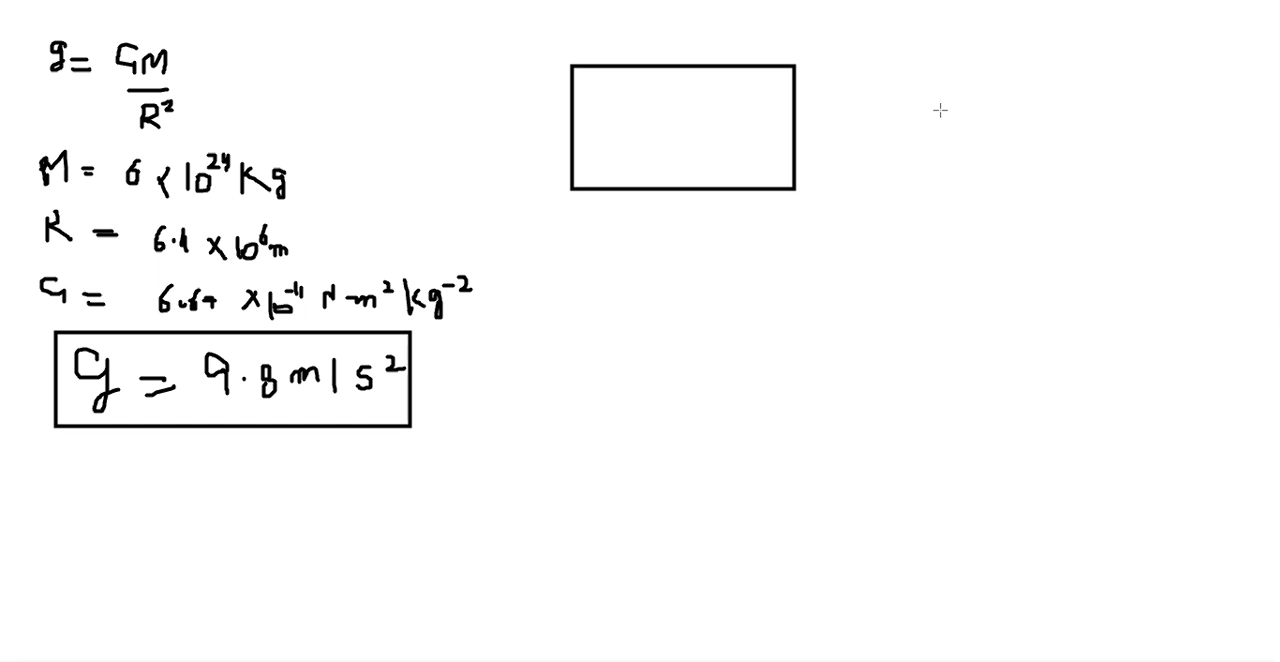 g = GM
R²
M = 6 × 10²⁴ Kg
R = 6.4 × 10⁶ m
G = 6.67 × 10⁻¹¹ N-m² kg⁻²
g = 9.8 m/s²